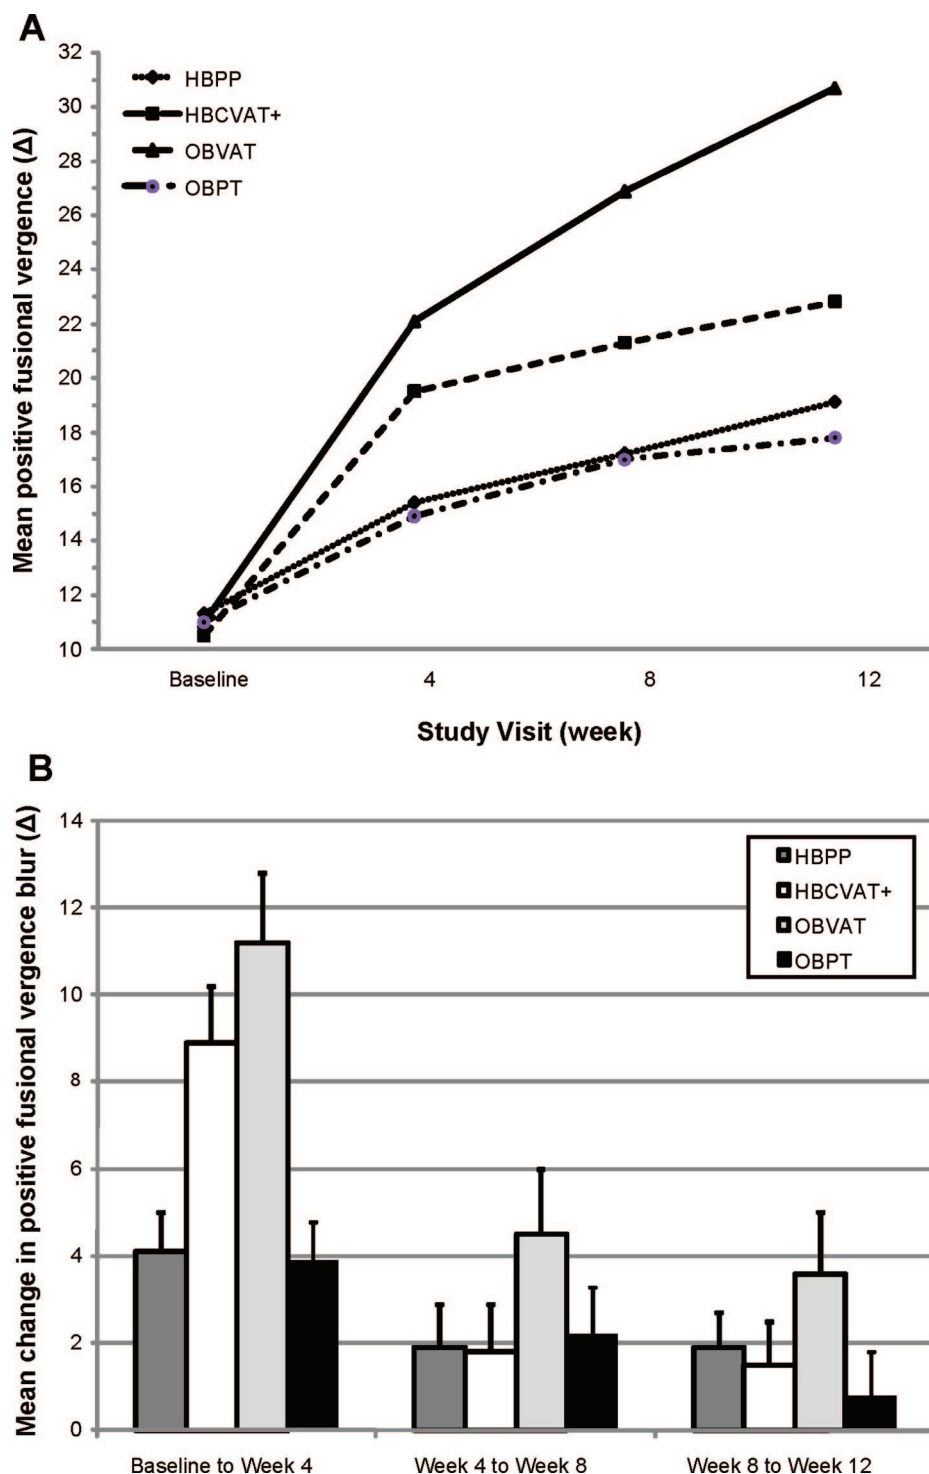 A
Mean positive fusional vergence (Δ)
32
30
28
26
24
22
20
18
16
14
12
10
HBPP
HBCVAT+
OBVAT
OBPT
Baseline 4 8 12
Study Visit (week)
B
Mean change in positive fusional vergence blur (Δ)
14
12
10
8
6
4
2
0
HBPP
HBCVAT+
OBVAT
OBPT
Baseline to Week 4 Week 4 to Week 8 Week 8 to Week 12